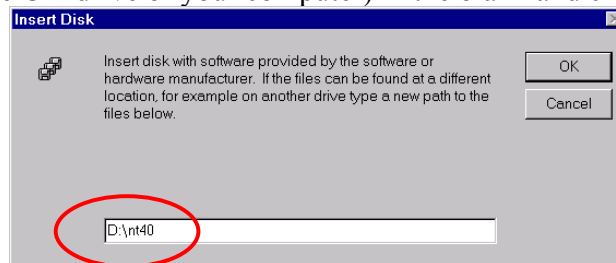 Insert Disk
Insert disk with software provided by the software or
hardware manufacturer. If the files can be found at a different
location, for example on another drive type a new path to the
files below.
OK
Cancel
D:\nt40